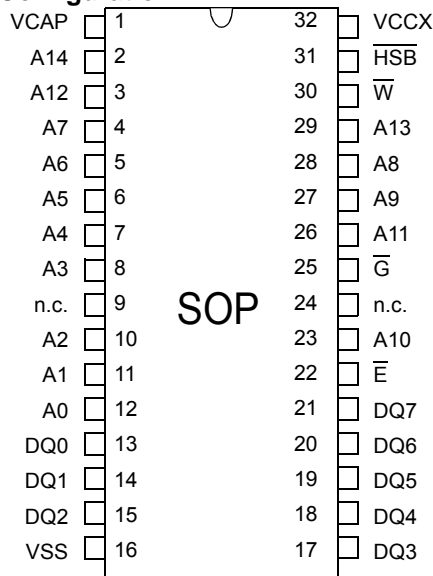 VCAP 1 32 VCCX
A14 2 31 H̅S̅B̅
A12 3 30 W̅
A7 4 29 A13
A6 5 28 A8
A5 6 27 A9
A4 7 26 A11
A3 8 25 G̅
n.c. 9 SOP 24 n.c.
A2 10 23 A10
A1 11 22 E̅
A0 12 21 DQ7
DQ0 13 20 DQ6
DQ1 14 19 DQ5
DQ2 15 18 DQ4
VSS 16 17 DQ3